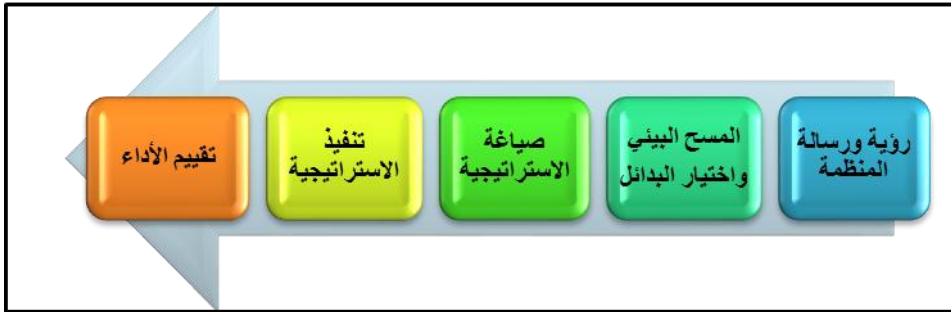 رؤية ورسالة
المنظمة
المسح البيئي
واختيار البدائل
صياغة
الاستراتيجية
تنفيذ
الاستراتيجية
تقييم الأداء